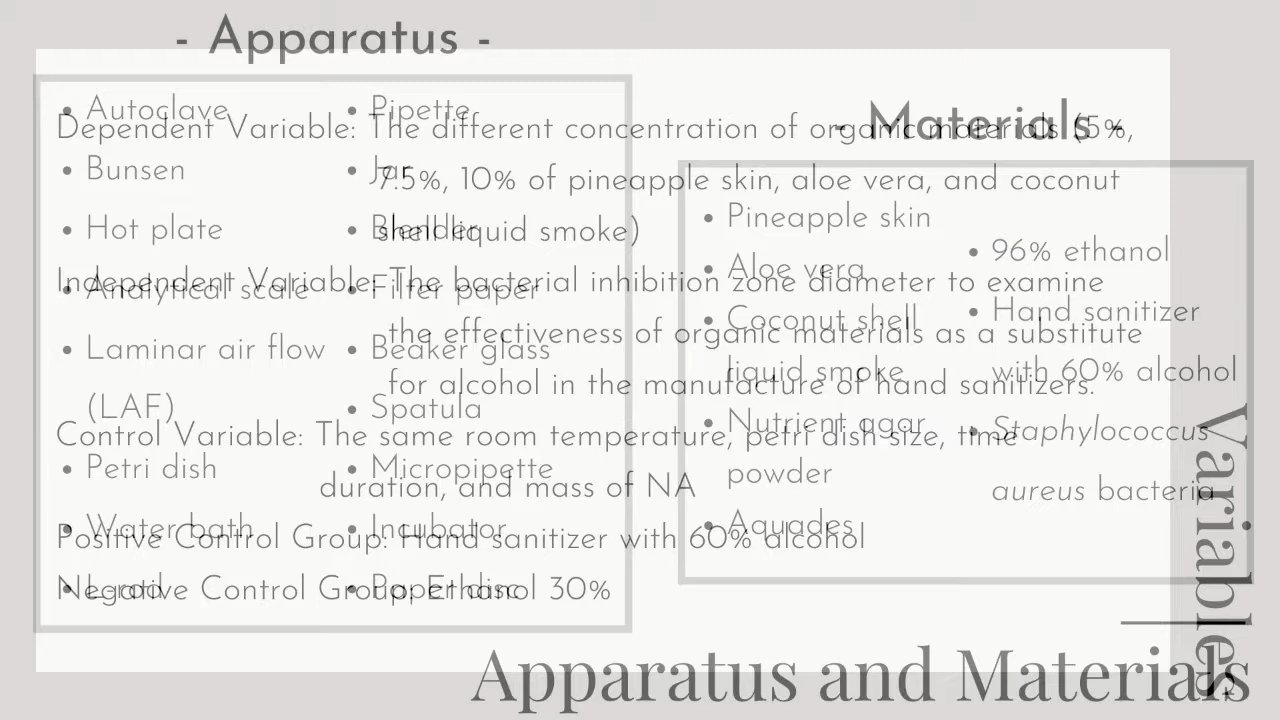 - Apparatus -
• Autoclave
• Bunsen
• Hot plate
• Analytical scale
• Laminar air flow
(LAF)
• Petri dish
• Water bath
• L-rod
• Pipette
• Jar
• Blender
• Filter paper
• Beaker glass
• Spatula
• Micropipette
• Incubator
• Paper disc
- Materials -
• Pineapple skin
• Aloe vera
• Coconut shell
liquid smoke
• Nutrient agar
powder
• Aquades
• 96% ethanol
• Hand sanitizer
with 60% alcohol
• Staphylococcus
aureus bacteria
Apparatus and Materials
Dependent Variable: The different concentration of organic materials (5%,
7.5%, 10% of pineapple skin, aloe vera, and coconut
shell liquid smoke)
Independent Variable: The bacterial inhibition zone diameter to examine
the effectiveness of organic materials as a substitute
for alcohol in the manufacture of hand sanitizers.
Control Variable: The same room temperature, petri dish size, time
duration, and mass of NA
Positive Control Group: Hand sanitizer with 60% alcohol
Negative Control Group: Ethanol 30%
Variables